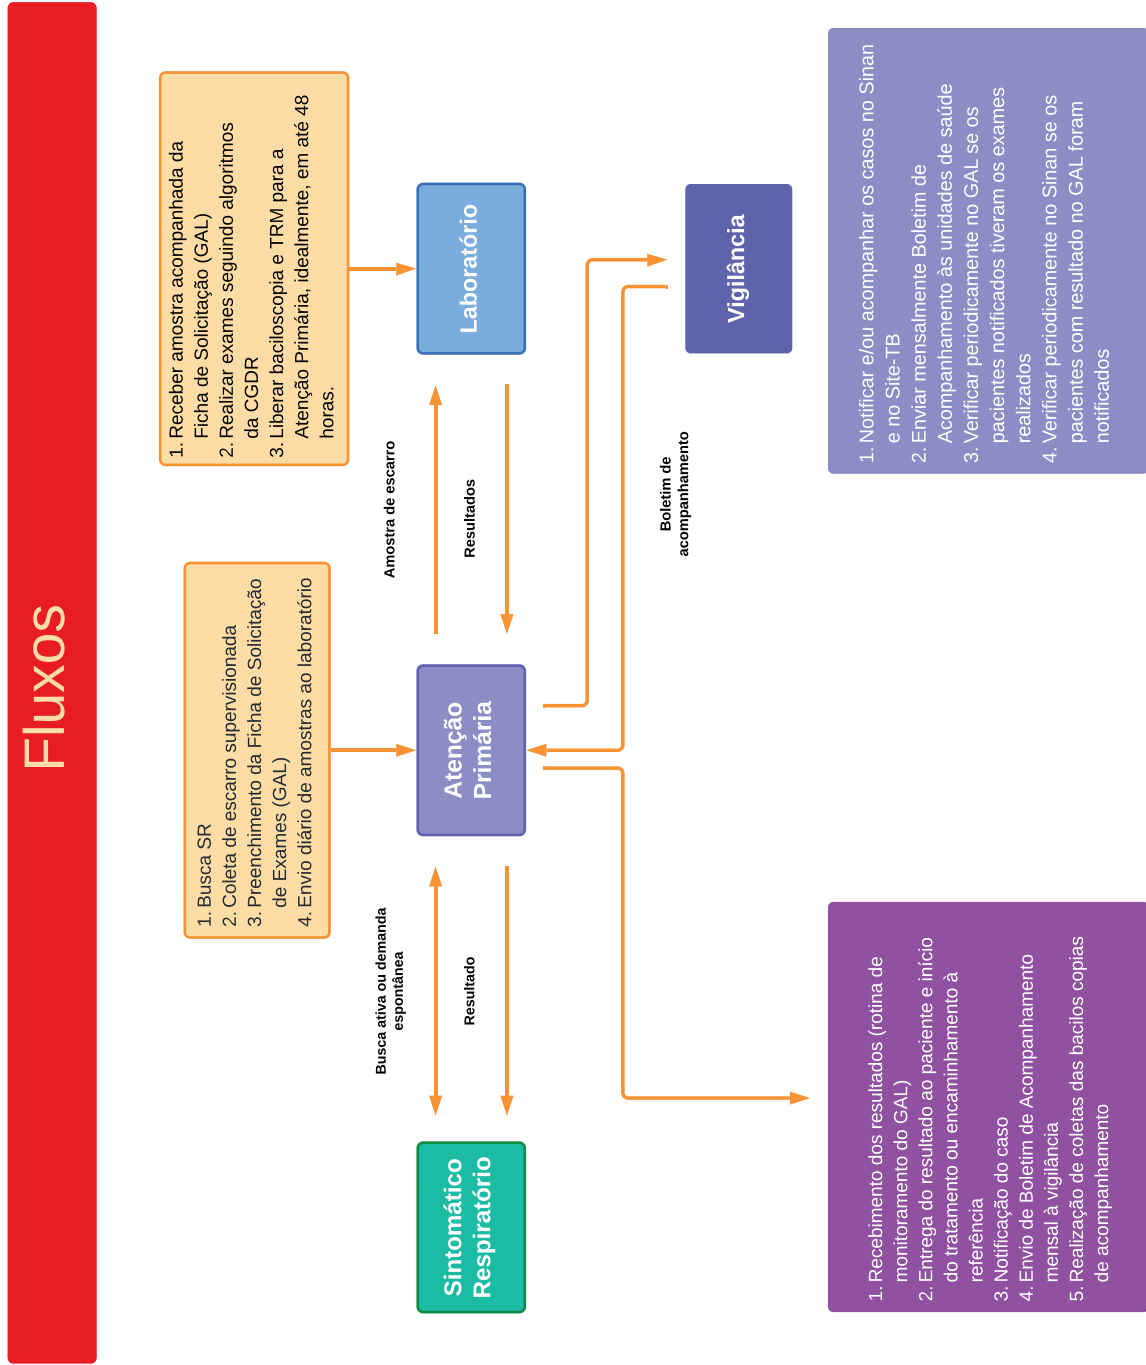 Fluxos
1. Busca SR
2. Coleta de escarro supervisionada
3. Preenchimento da Ficha de Solicitação
de Exames (GAL)
4. Envio diário de amostras ao laboratório
1. Receber amostra acompanhada da
Ficha de Solicitação (GAL)
2. Realizar exames seguindo algoritmos
da CGDR
3. Liberar baciloscopia e TRM para a
Atenção Primária, idealmente, em até 48
horas.
Sintomático
Respiratório
Busca ativa ou demanda
espontânea
Resultado
Atenção
Primária
Amostra de escarro
Resultados
Laboratório
Boletim de
acompanhamento
Vigilância
1. Recebimento dos resultados (rotina de
monitoramento do GAL)
2. Entrega do resultado ao paciente e início
do tratamento ou encaminhamento à
referência
3. Notificação do caso
4. Envio de Boletim de Acompanhamento
mensal à vigilância
5. Realização de coletas das bacilos copias
de acompanhamento
1. Notificar e/ou acompanhar os casos no Sinan
e no Site-TB
2. Enviar mensalmente Boletim de
Acompanhamento às unidades de saúde
3. Verificar periodicamente no GAL se os
pacientes notificados tiveram os exames
realizados
4. Verificar periodicamente no Sinan se os
pacientes com resultado no GAL foram
notificados